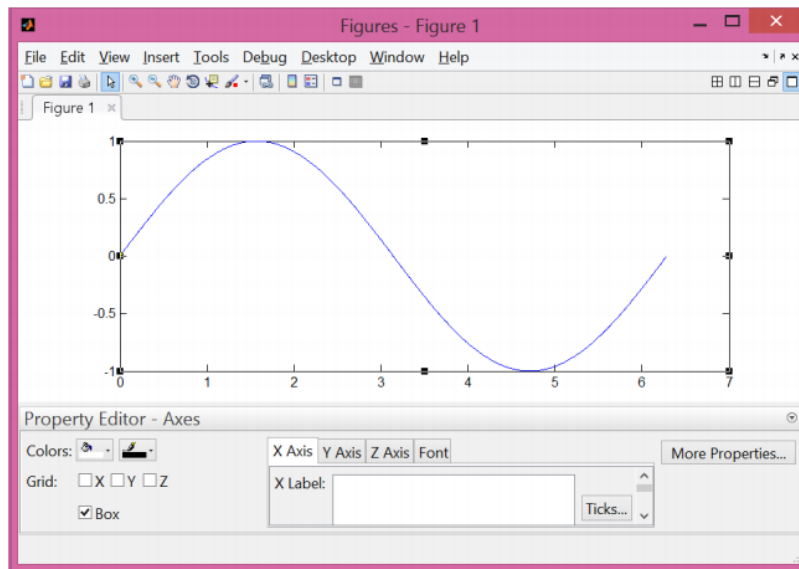 Figures - Figure 1
File Edit View Insert Tools Debug Desktop Window Help
Figure 1
1
0.5
0
-0.5
-1
0 1 2 3 4 5 6 7
Property Editor - Axes
Colors:
X Axis Y Axis Z Axis Font
More Properties...
Grid: X Y Z
X Label:
Ticks...
Box